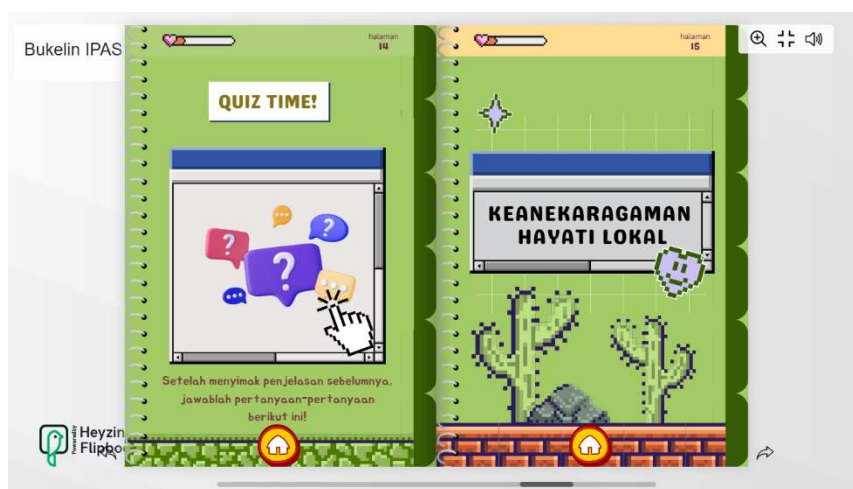 Bukelin IPAS
halaman
14
QUIZ TIME!
Setelah menyimak penjelasan sebelumnya,
jawablah pertanyaan-pertanyaan
berikut ini!
halaman
15
KEANEKARAGAMAN
HAYATI LOKAL
Heyzin